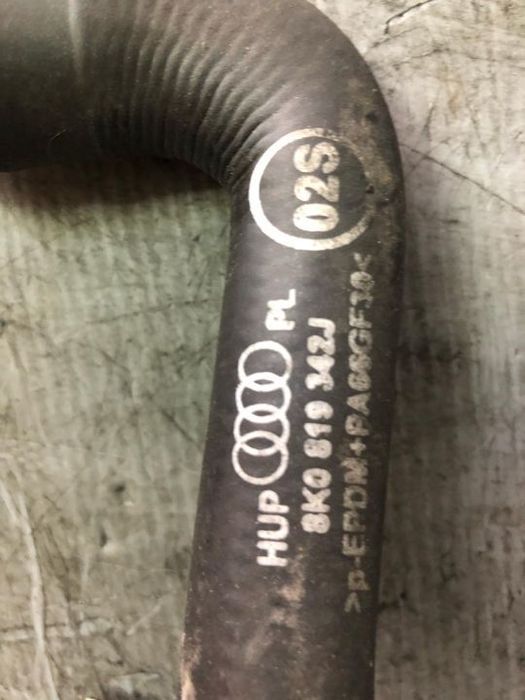 02S
HUP PL
8K0 819 342J
>p-EPDM+PA66GF30<